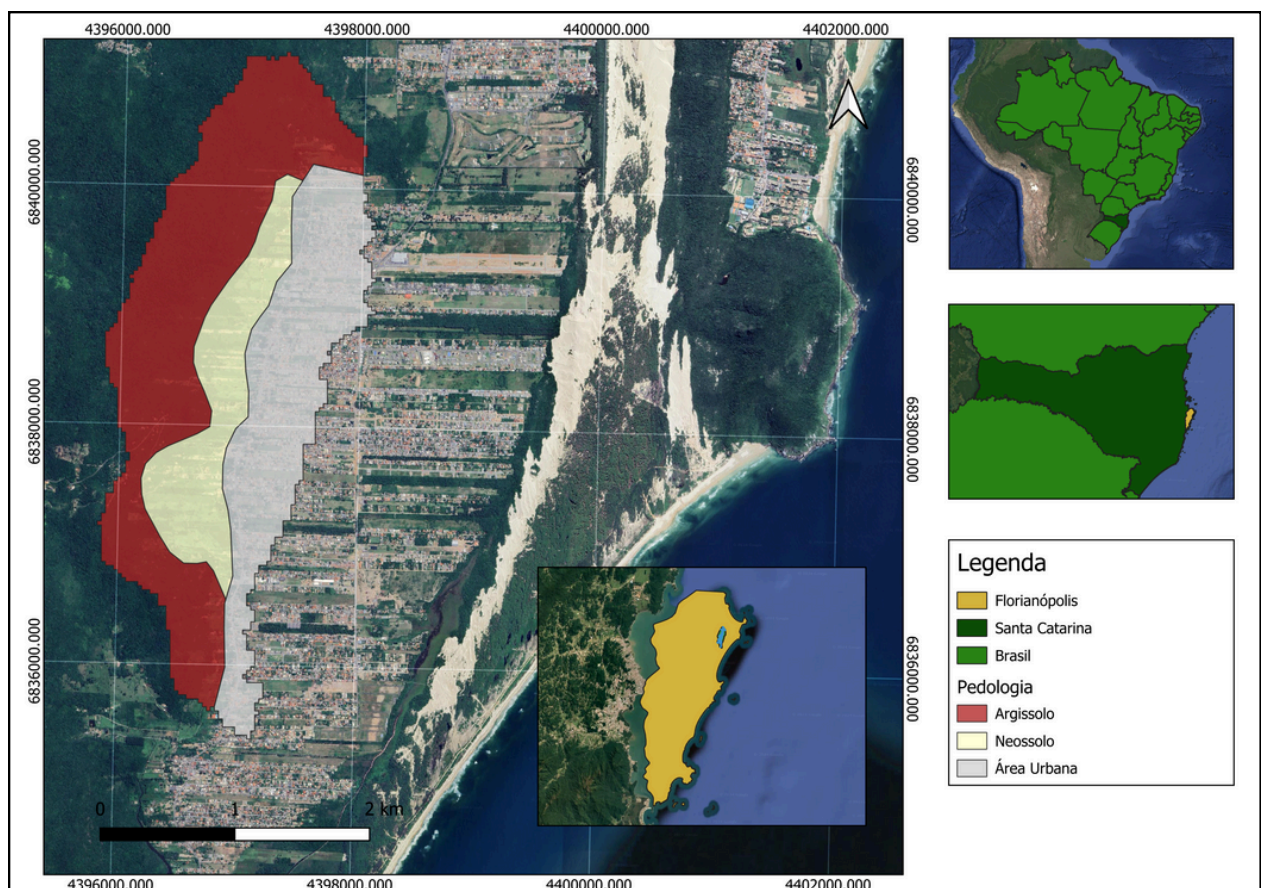 4396000.000
4398000.000
4400000.000
4402000.000
6840000.000
6840000.000
6838000.000
6838000.000
6836000.000
6836000.000
0
1
2 km
4396000.000
4398000.000
4400000.000
4402000.000
Legenda
Florianópolis
Santa Catarina
Brasil
Pedologia
Argissolo
Neossolo
Área Urbana